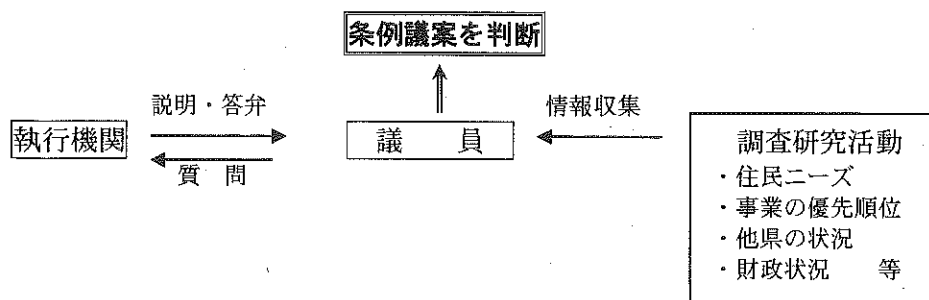 条例議案を判断
説明・答弁
情報収集
執行機関
議　　員
質　問
調査研究活動
・住民ニーズ
・事業の優先順位
・他県の状況
・財政状況　　等